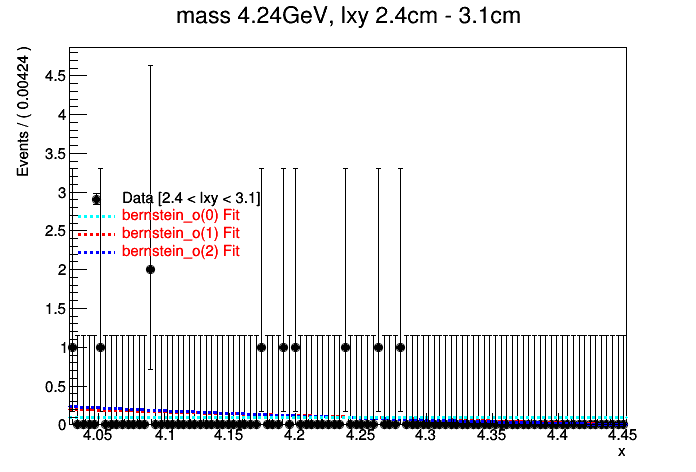 mass 4.24GeV, lxy 2.4cm - 3.1cm
Events / ( 0.00424 )
4.5
4
3.5
3
2.5
2
1.5
1
0.5
0
Data [2.4 < lxy < 3.1]
bernstein_o(0) Fit
bernstein_o(1) Fit
bernstein_o(2) Fit
4.05 4.1 4.15 4.2 4.25 4.3 4.35 4.4 4.45
x